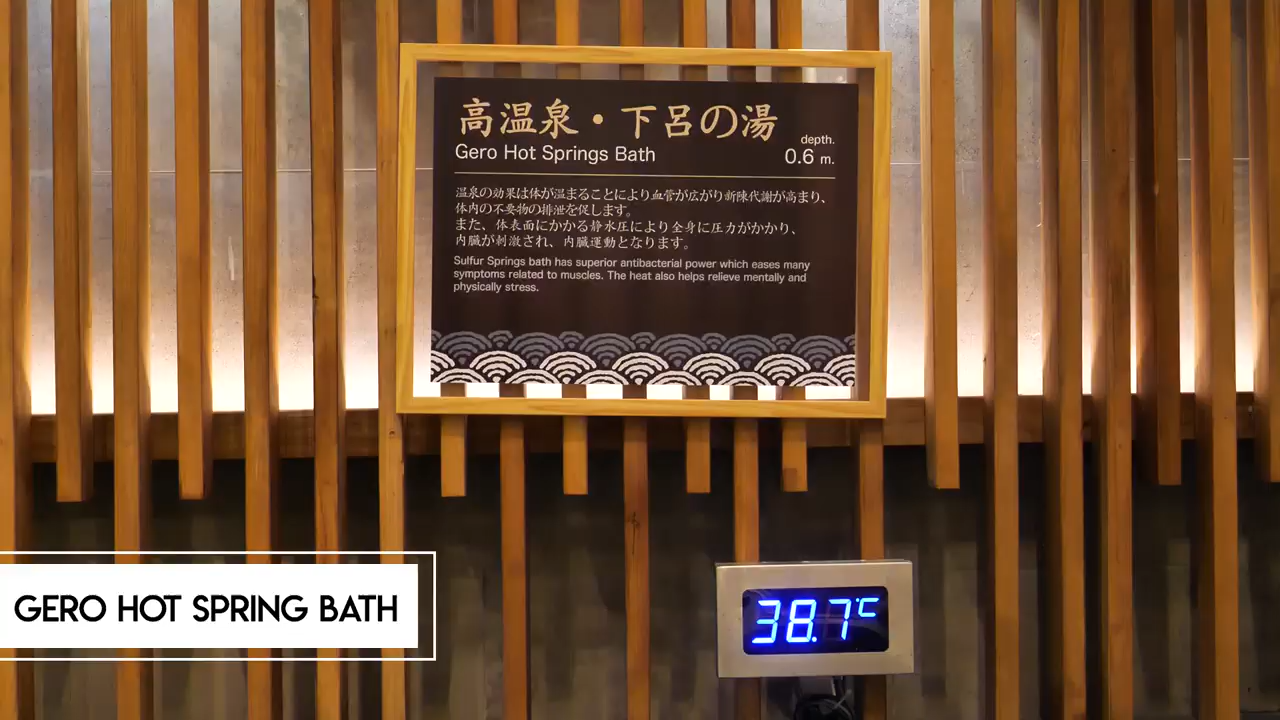 高温泉・下呂の湯
Gero Hot Springs Bath
depth.
0.6 m.
温泉の効果は体が温まることにより血管が広がり新陳代謝が高まり、
体内の不要物の排泄を促します。
また、体表面にかかる静水圧により全身に圧力がかかり、
内臓が刺激され、内臓運動となります。
Sulfur Springs bath has superior antibacterial power which eases many
symptoms related to muscles. The heat also helps relieve mentally and
physically stress.
GERO HOT SPRING BATH
38.7℃